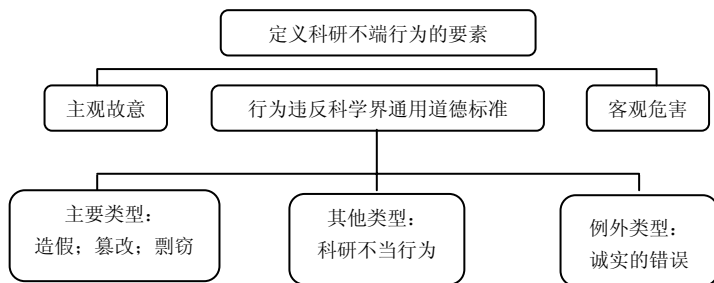 定义科研不端行为的要素
主观故意
行为违反科学界通用道德标准
客观危害
主要类型：
造假；篡改；剽窃
其他类型：
科研不当行为
例外类型：
诚实的错误